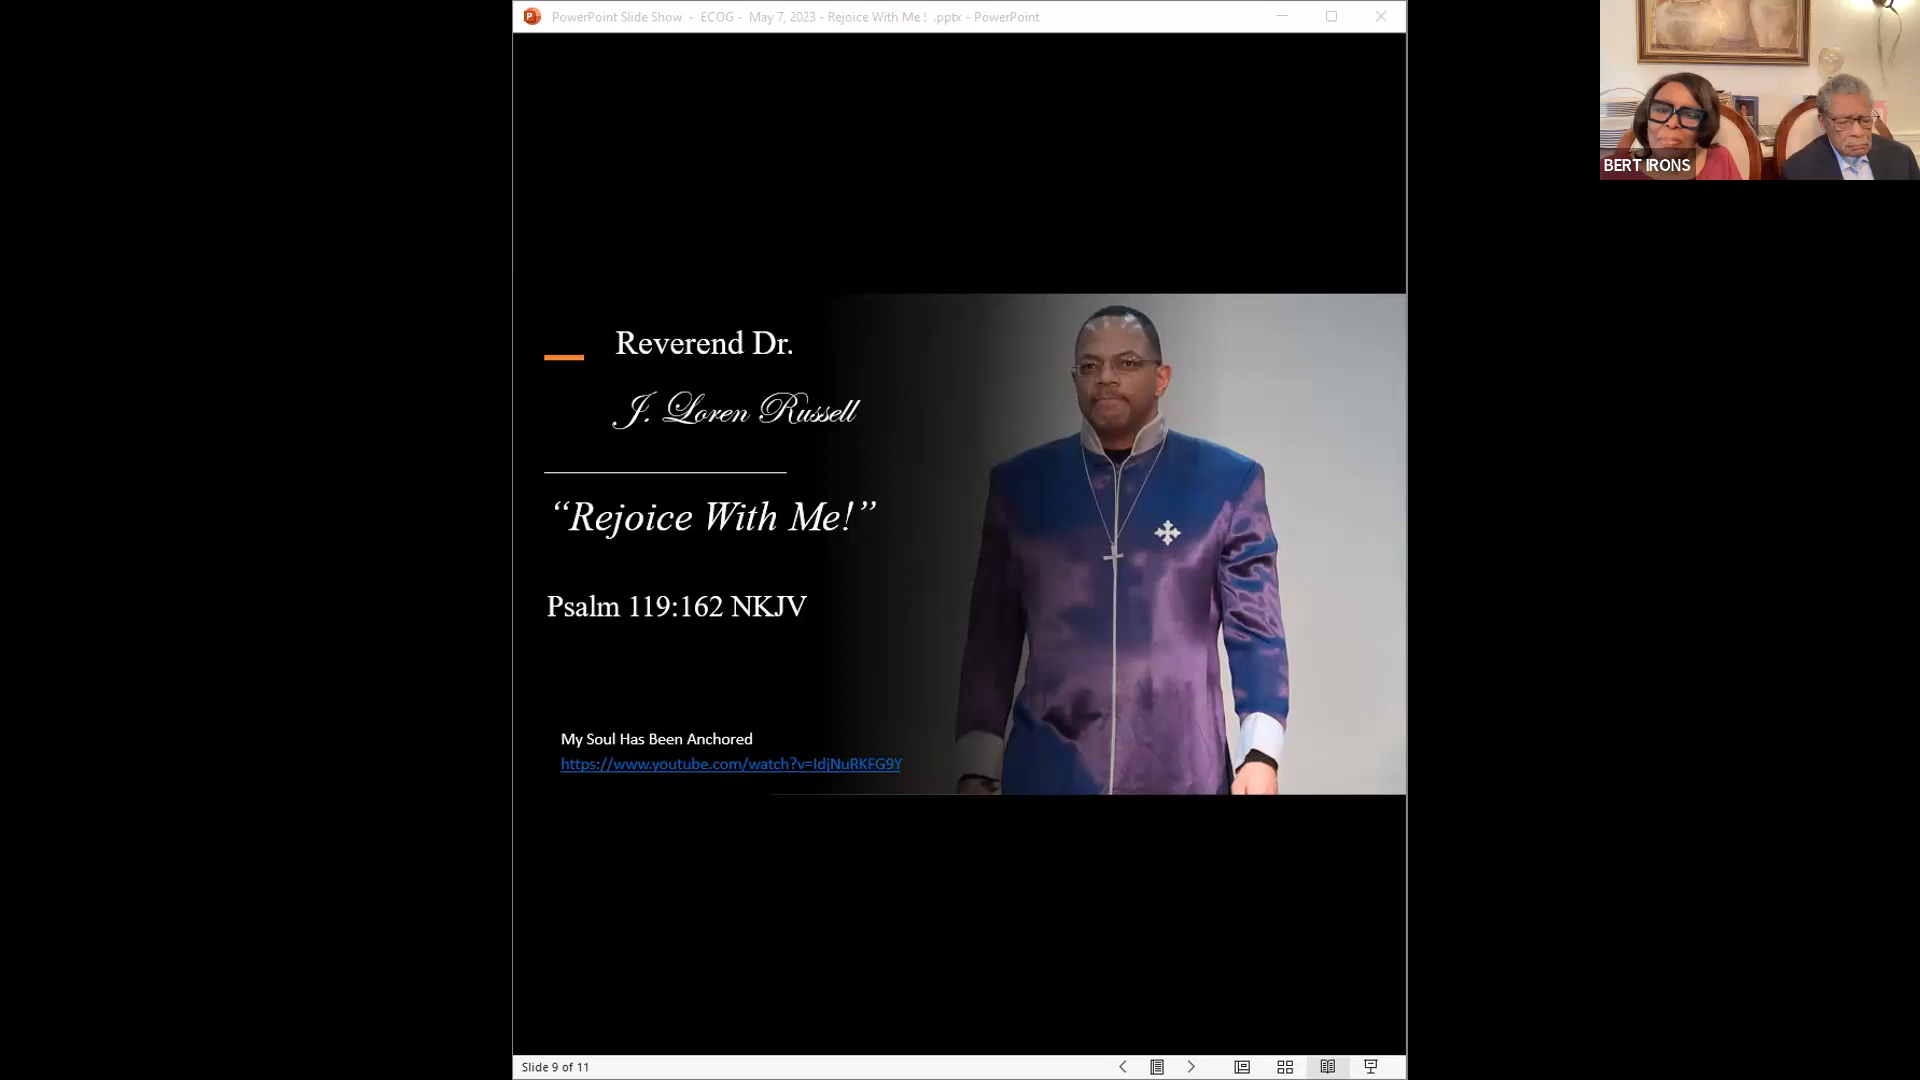 PowerPoint Slide Show - ECOG - May 7, 2023 - Rejoice With Me! .pptx - PowerPoint
BERT IRONS
Reverend Dr.
J. Loren Russell
“Rejoice With Me!”
Psalm 119:162 NKJV
My Soul Has Been Anchored
https://www.youtube.com/watch?v=IdjNuRKFG9Y
Slide 9 of 11